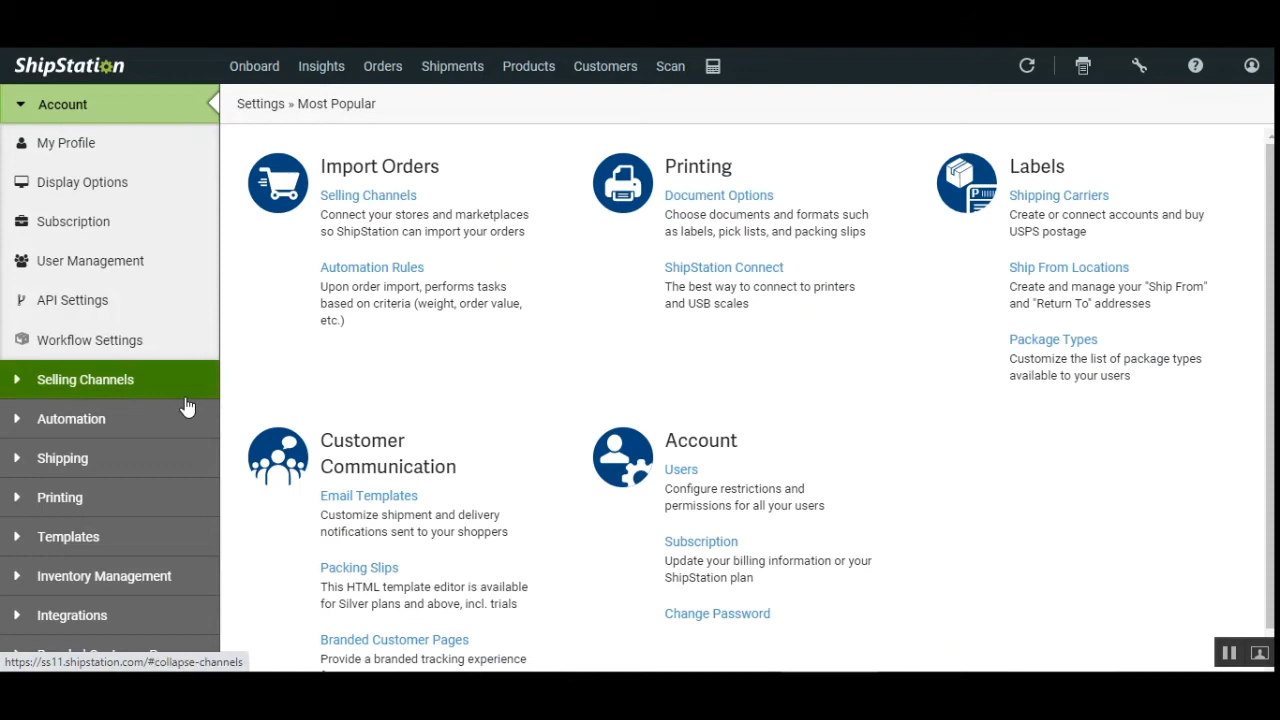 ShipStation
Onboard
Insights
Orders
Shipments
Products
Customers
Scan
Account
My Profile
Display Options
Subscription
User Management
API Settings
Workflow Settings
Selling Channels
Automation
Shipping
Printing
Templates
Inventory Management
Integrations
https://ss11.shipstation.com/#collapse-channels
Settings » Most Popular
Import Orders
Selling Channels
Connect your stores and marketplaces
so ShipStation can import your orders
Automation Rules
Upon order import, performs tasks
based on criteria (weight, order value,
etc.)
Printing
Document Options
Choose documents and formats such
as labels, pick lists, and packing slips
ShipStation Connect
The best way to connect to printers
and USB scales
Labels
Shipping Carriers
Create or connect accounts and buy
USPS postage
Ship From Locations
Create and manage your "Ship From"
and "Return To" addresses
Package Types
Customize the list of package types
available to your users
Customer
Communication
Email Templates
Customize shipment and delivery
notifications sent to your shoppers
Packing Slips
This HTML template editor is available
for Silver plans and above, incl. trials
Branded Customer Pages
Provide a branded tracking experience
Account
Users
Configure restrictions and
permissions for all your users
Subscription
Update your billing information or your
ShipStation plan
Change Password